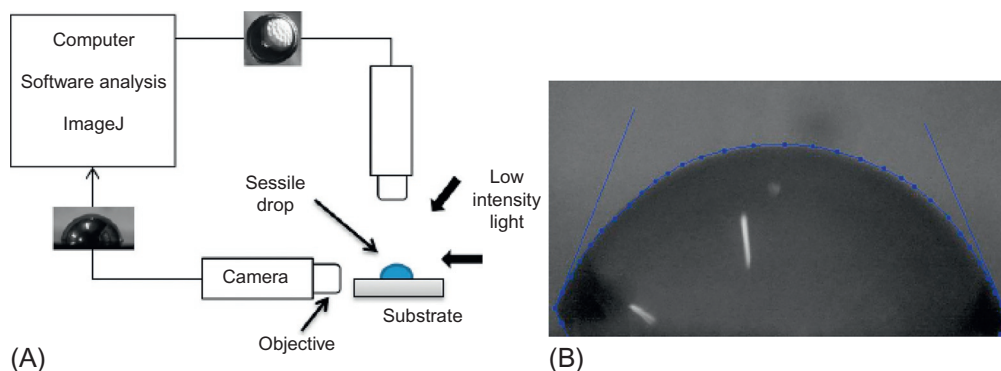 Computer
Software analysis
ImageJ
Sessile
drop
Low
intensity
light
Camera
Substrate
Objective
(A)
(B)